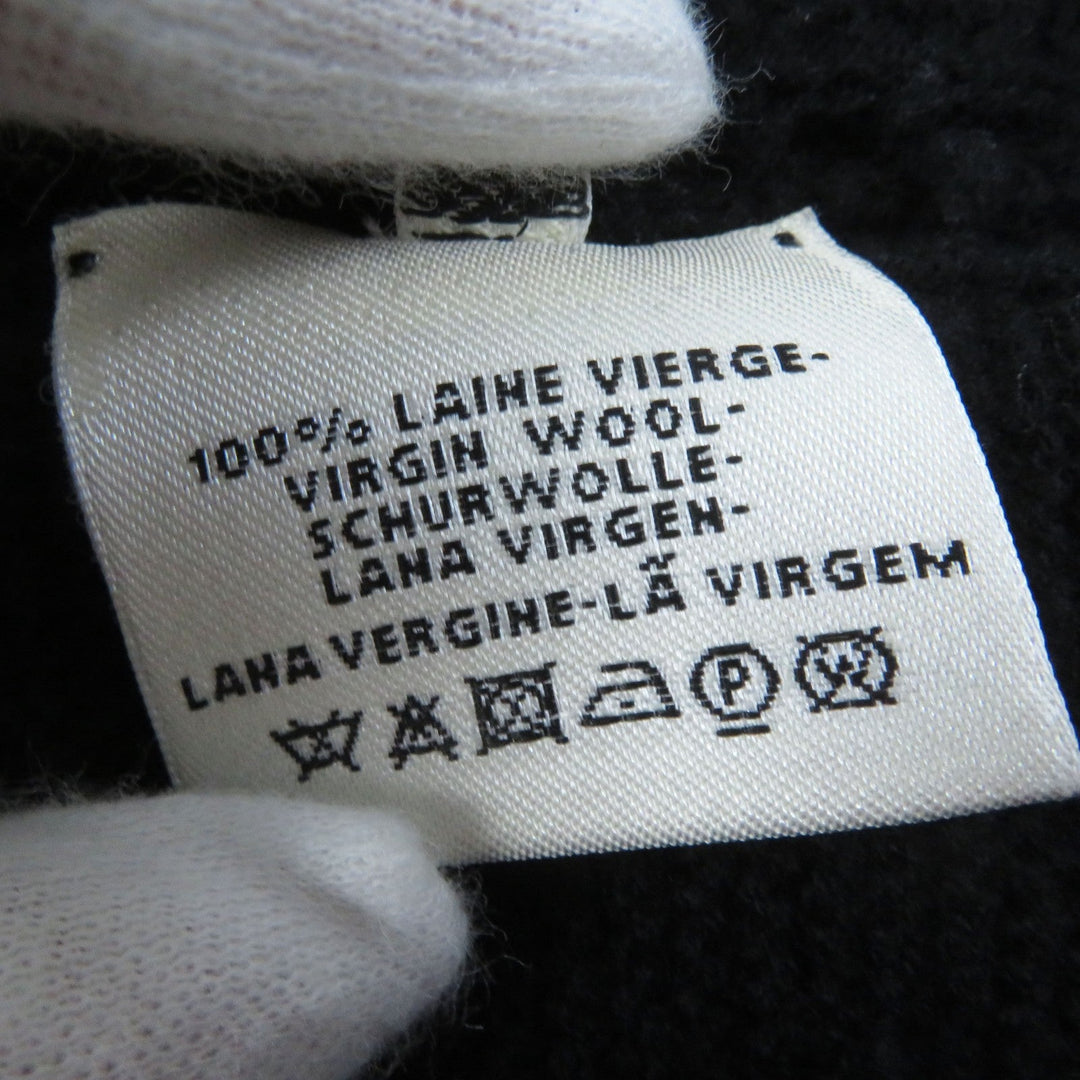 100% LAINE VIERGE-
VIRGIN WOOL-
SCHURWOLLE-
LANA VIRGEN-
LANA VERGINE-LÃ VIRGEM
P W